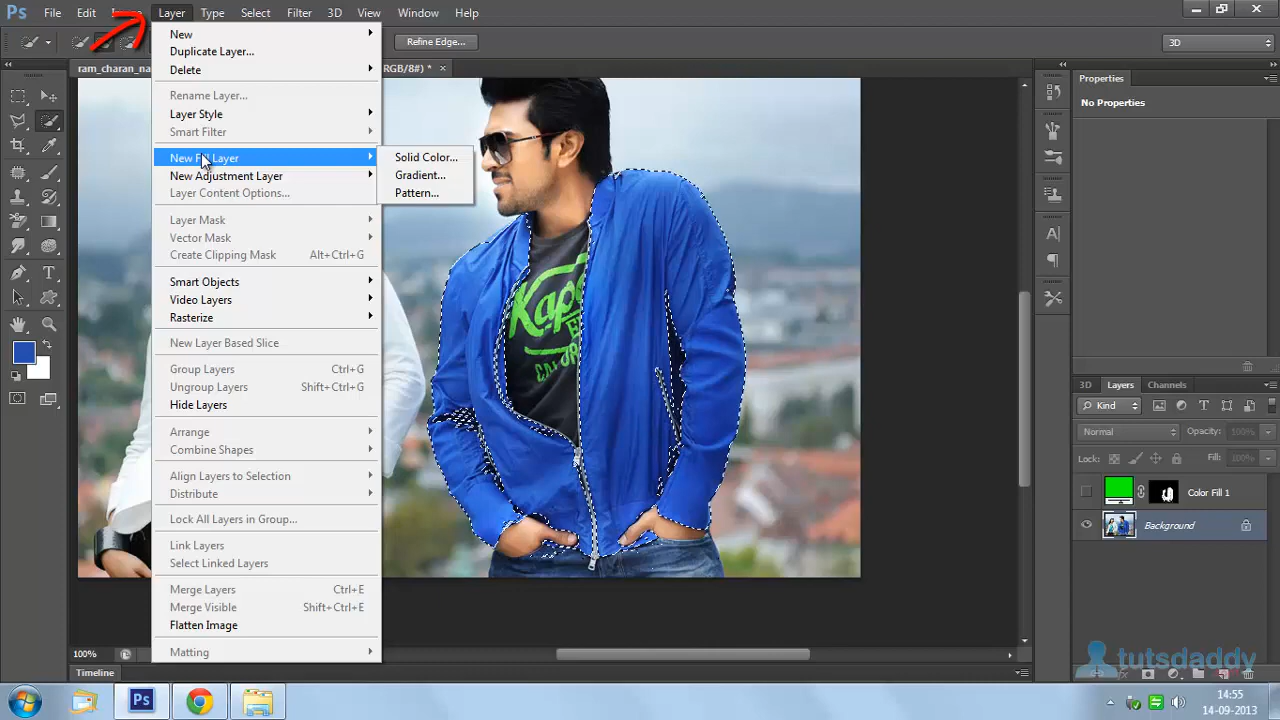 Ps File Edit Layer Type Select Filter 3D View Window Help
Refine Edge...
3D
ram_charan_na
RGB/8#) * ×
New
Duplicate Layer...
Delete
Rename Layer...
Layer Style
Smart Filter
New Fill Layer
New Adjustment Layer
Layer Content Options...
Layer Mask
Vector Mask
Create Clipping Mask Alt+Ctrl+G
Smart Objects
Video Layers
Rasterize
New Layer Based Slice
Group Layers Ctrl+G
Ungroup Layers Shift+Ctrl+G
Hide Layers
Arrange
Combine Shapes
Align Layers to Selection
Distribute
Lock All Layers in Group...
Link Layers
Select Linked Layers
Merge Layers Ctrl+E
Merge Visible Shift+Ctrl+E
Flatten Image
Matting
Solid Color...
Gradient...
Pattern...
Properties
No Properties
3D Layers Channels
Kind
Normal Opacity: 100%
Lock: Fill: 100%
Color Fill 1
Background
100%
tutsdaddy
Timeline
Ps
14:55
14-09-2013